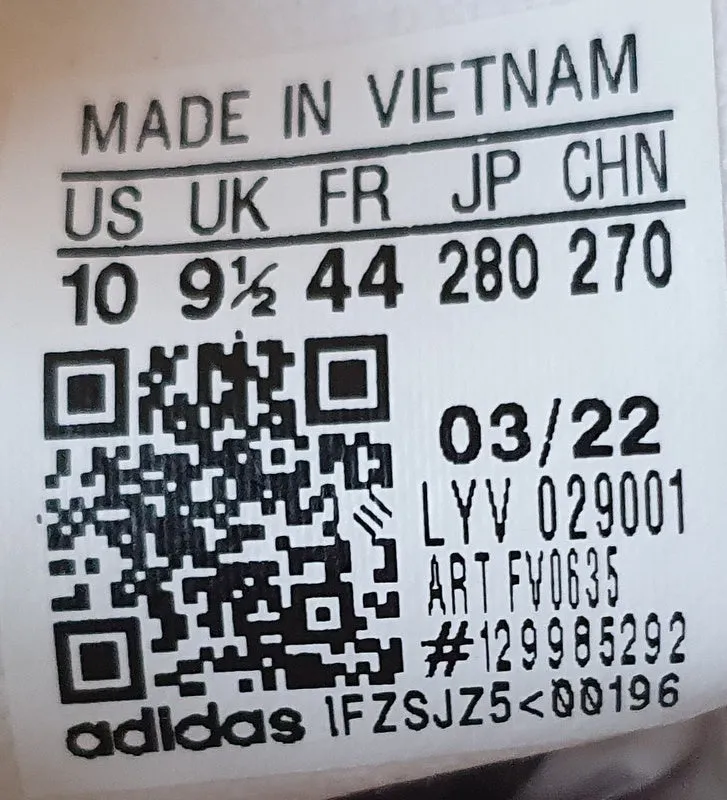 MADE IN VIETNAM
US UK FR JP CHN
10 9½ 44 280 270
03/22
LYV 029001
ART FV0635
#129985292
adidas 1FZSJZ5<00196